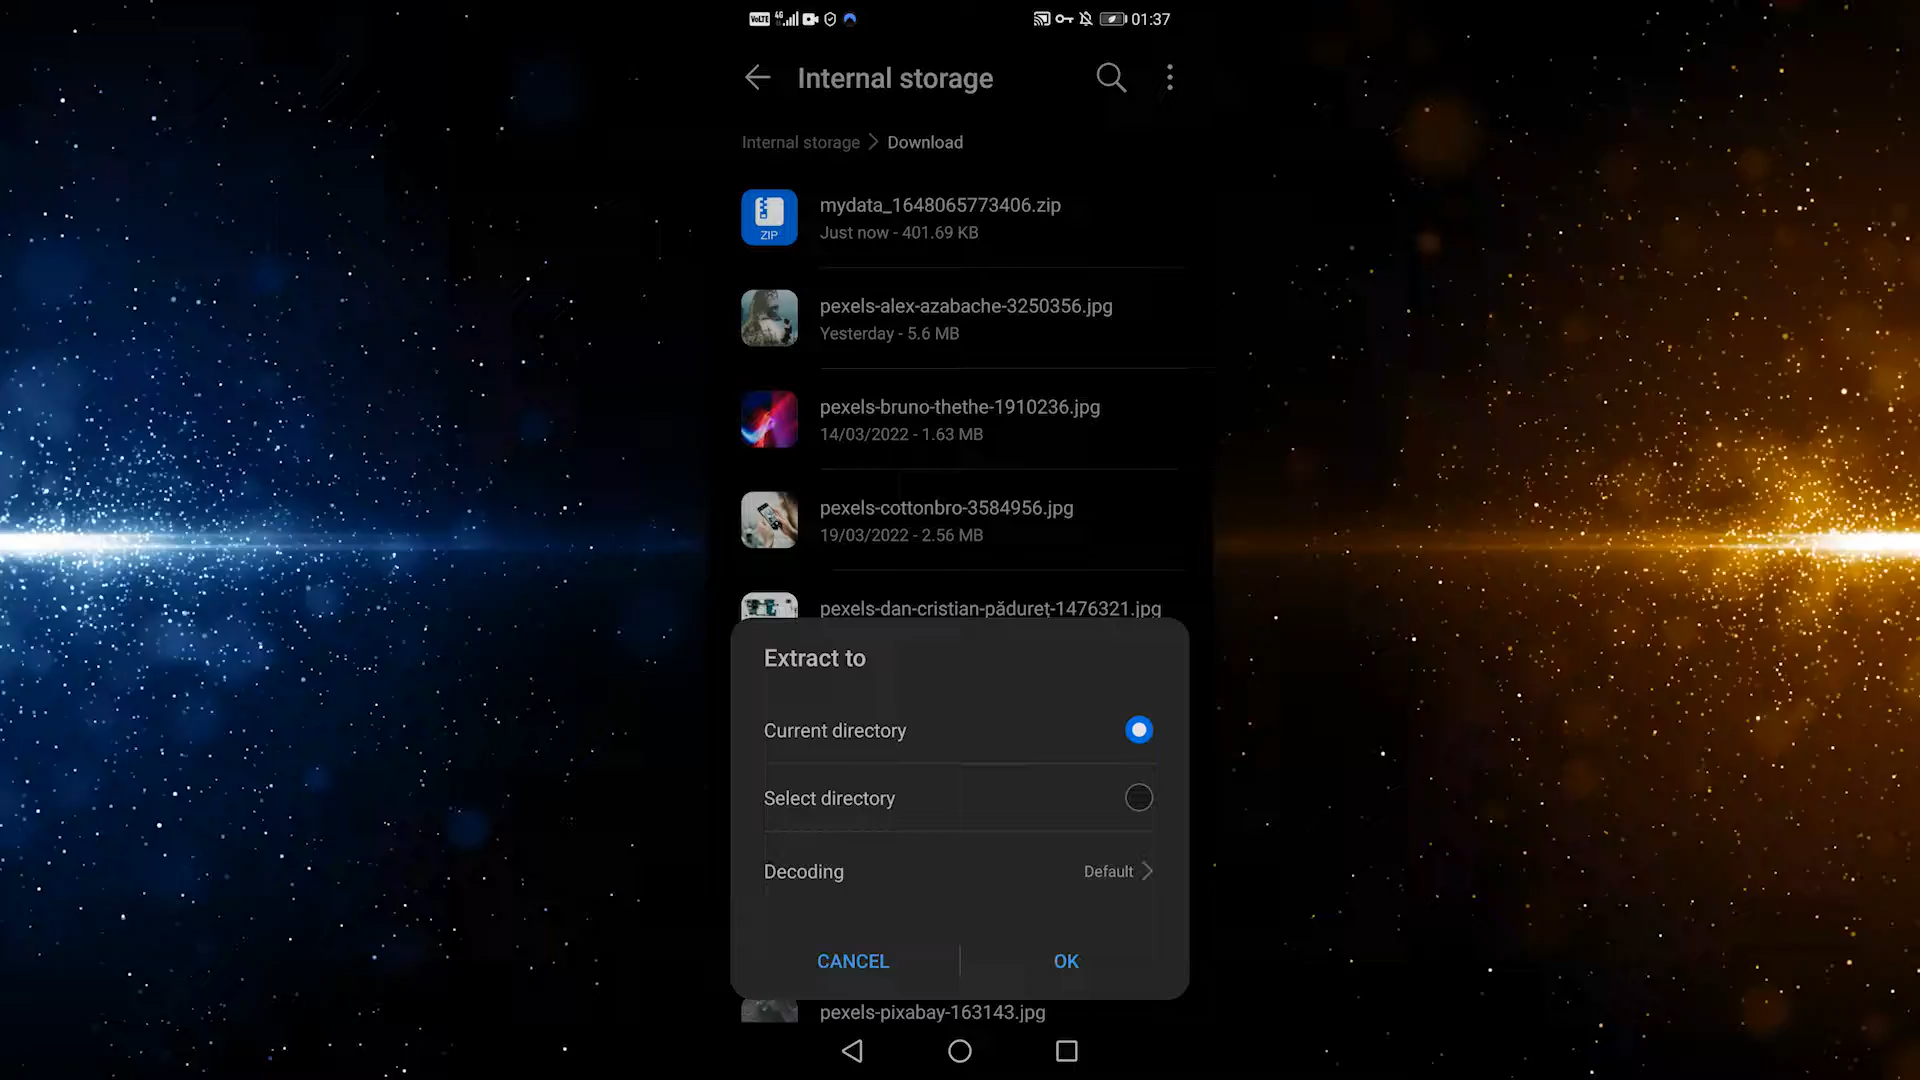 VoLTE 4G 01:37
Internal storage
Internal storage > Download
mydata_1648065773406.zip
Just now - 401.69 KB
ZIP
pexels-alex-azabache-3250356.jpg
Yesterday - 5.6 MB
pexels-bruno-thethe-1910236.jpg
14/03/2022 - 1.63 MB
pexels-cottonbro-3584956.jpg
19/03/2022 - 2.56 MB
pexels-dan-cristian-pădureț-1476321.jpg
Extract to
Current directory
Select directory
Decoding Default
CANCEL OK
pexels-pixabay-163143.jpg